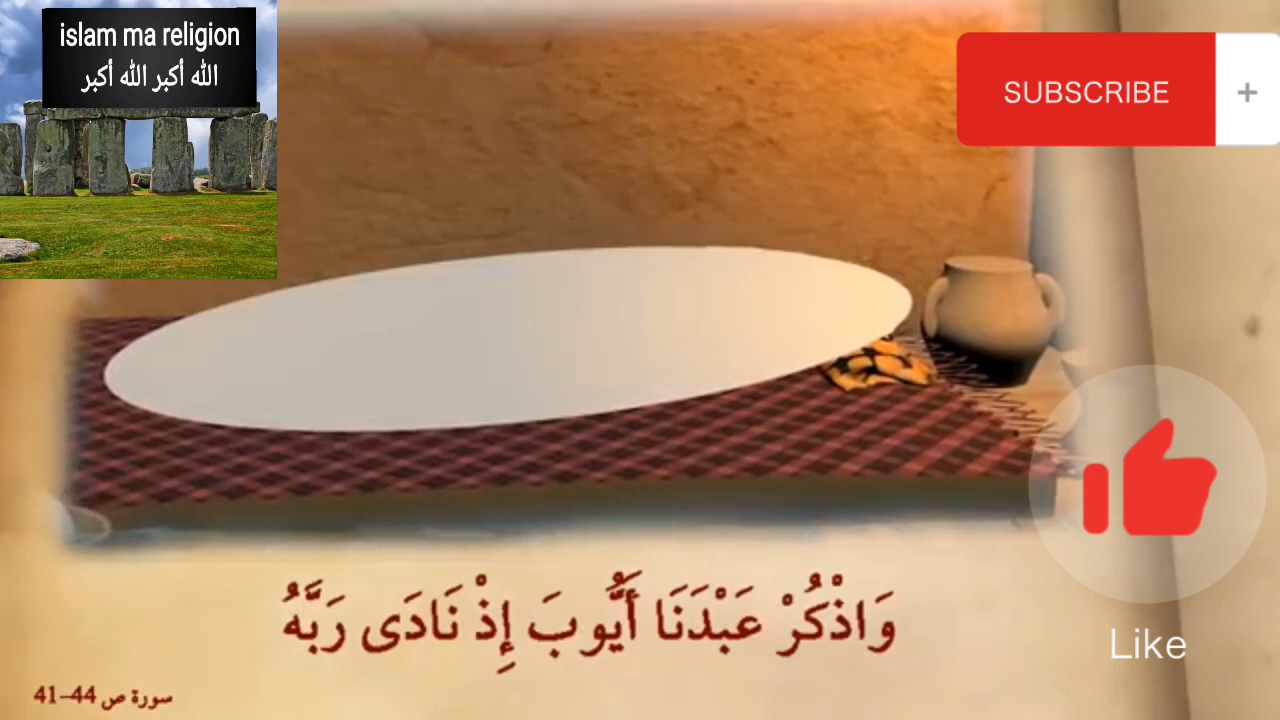 islam ma religion
الله أكبر الله أكبر
SUBSCRIBE +
وَاذْكُرْ عَبْدَنَا أَيُّوبَ إِذْ نَادَى رَبَّهُ
Like
سورة ص 44–41